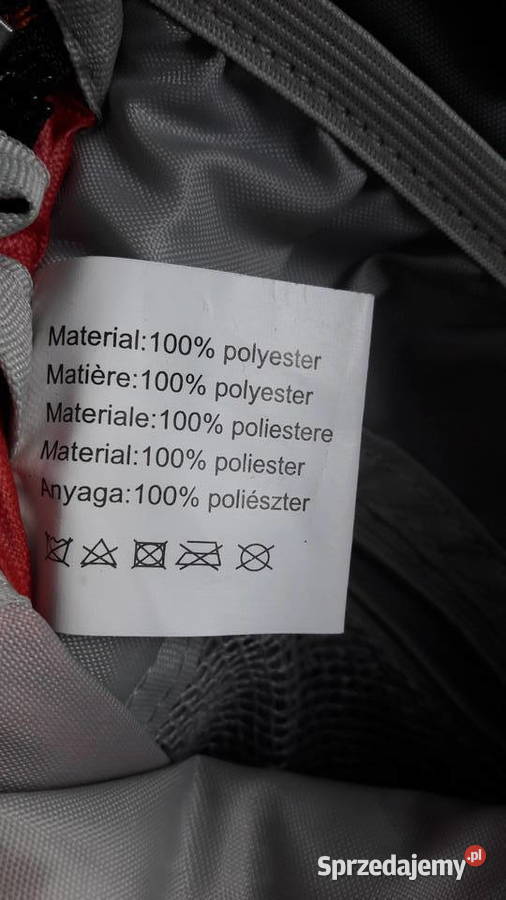 Material:100% polyester
Matière:100% polyester
Materiale:100% poliestere
Material:100% poliester
Anyaga:100% poliészter
Sprzedajemy.pl